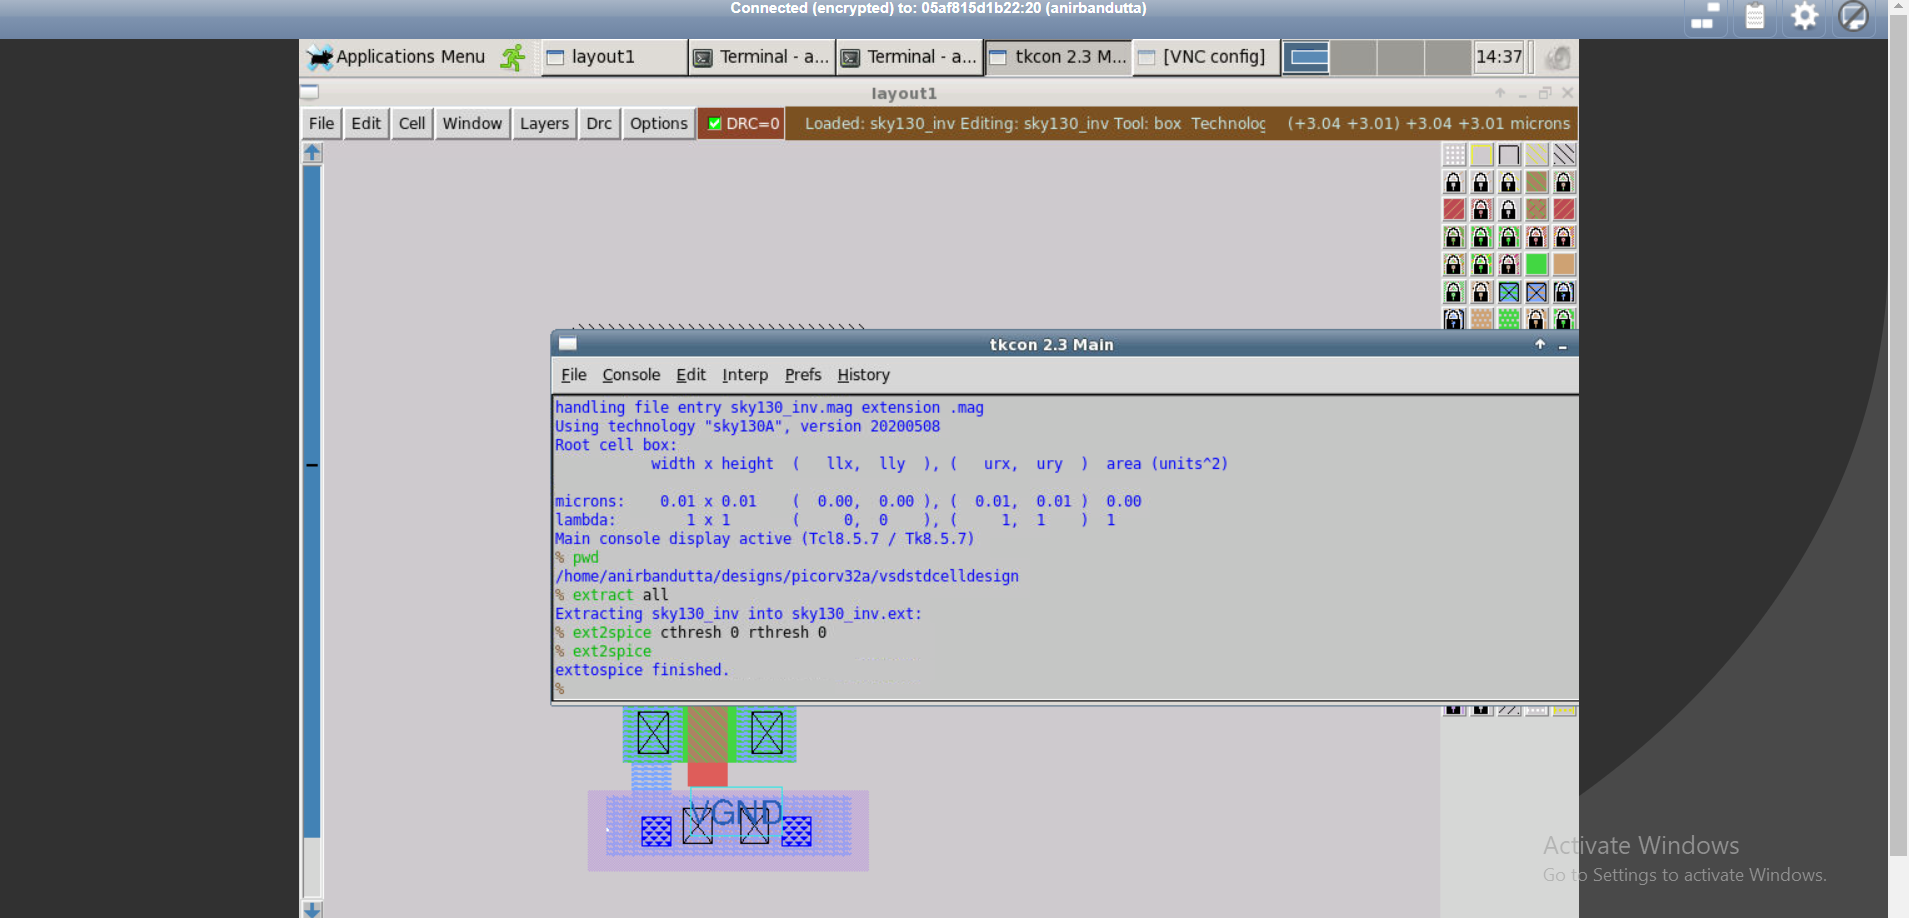 Connected (encrypted) to: 05af815d1b22:20 (anirbandutta)
Applications Menu layout1 Terminal - a... Terminal - a... tkcon 2.3 M... [VNC config] 14:37
layout1
File Edit Cell Window Layers Drc Options DRC=0 Loaded: sky130_inv Editing: sky130_inv Tool: box Technolog (+3.04 +3.01) +3.04 +3.01 microns
tkcon 2.3 Main
File Console Edit Interp Prefs History
handling file entry sky130_inv.mag extension .mag
Using technology "sky130A", version 20200508
Root cell box:
width x height ( llx, lly ), ( urx, ury ) area (units^2)
microns: 0.01 x 0.01 ( 0.00, 0.00 ), ( 0.01, 0.01 ) 0.00
lambda: 1 x 1 ( 0, 0 ), ( 1, 1 ) 1
Main console display active (Tcl8.5.7 / Tk8.5.7)
% pwd
/home/anirbandutta/designs/picorv32a/vsdstdcelldesign
% extract all
Extracting sky130_inv into sky130_inv.ext:
% ext2spice cthresh 0 rthresh 0
% ext2spice
exttospice finished.
%
VGND
Activate Windows
Go to Settings to activate Windows.